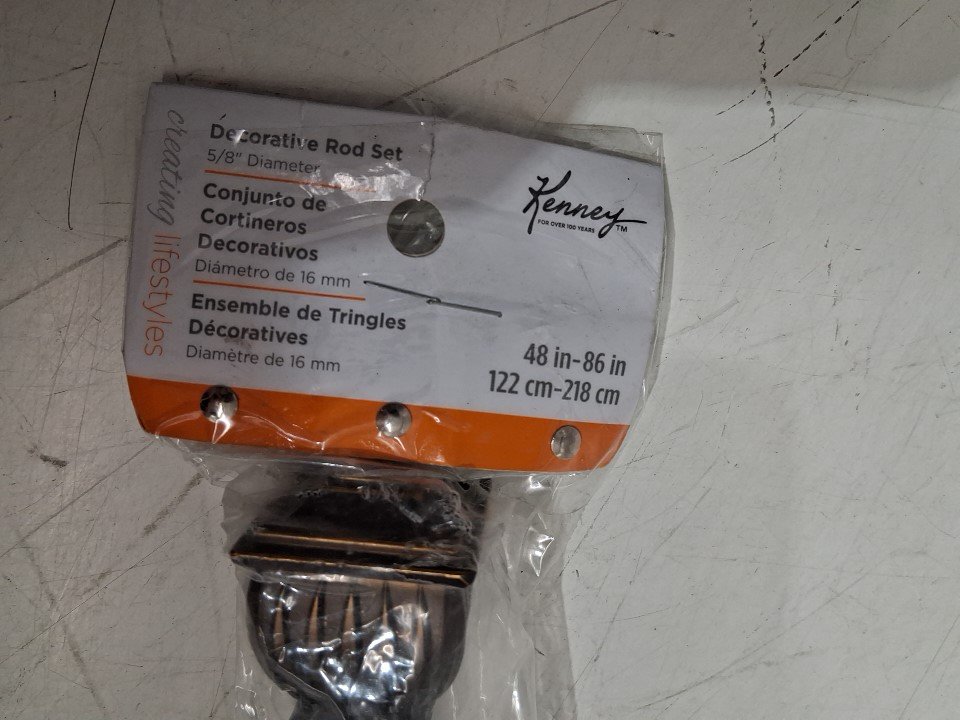 creating lifestyles
Decorative Rod Set
5/8" Diameter
Conjunto de
Cortineros
Decorativos
Diámetro de 16 mm
Ensemble de Tringles
Décoratives
Diamètre de 16 mm
Kenney™
FOR OVER 100 YEARS
48 in-86 in
122 cm-218 cm